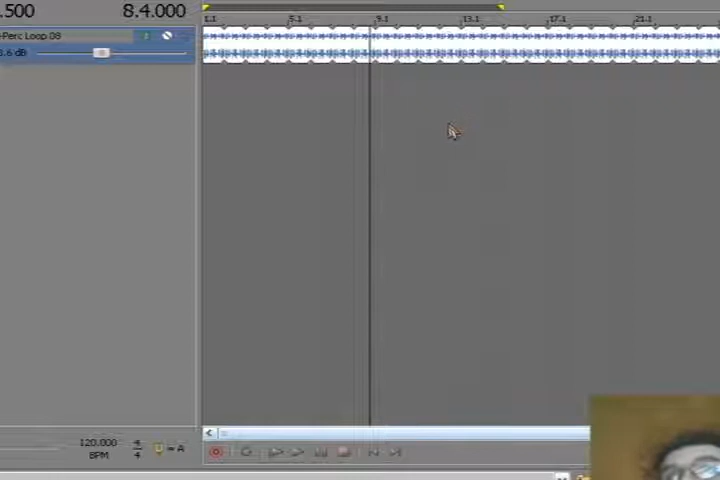 .500 8.4.000
1.1 5.1 9.1 13.1 17.1 21.1
Perc Loop 08
8.6 dB
120.000
BPM
4
4
= A